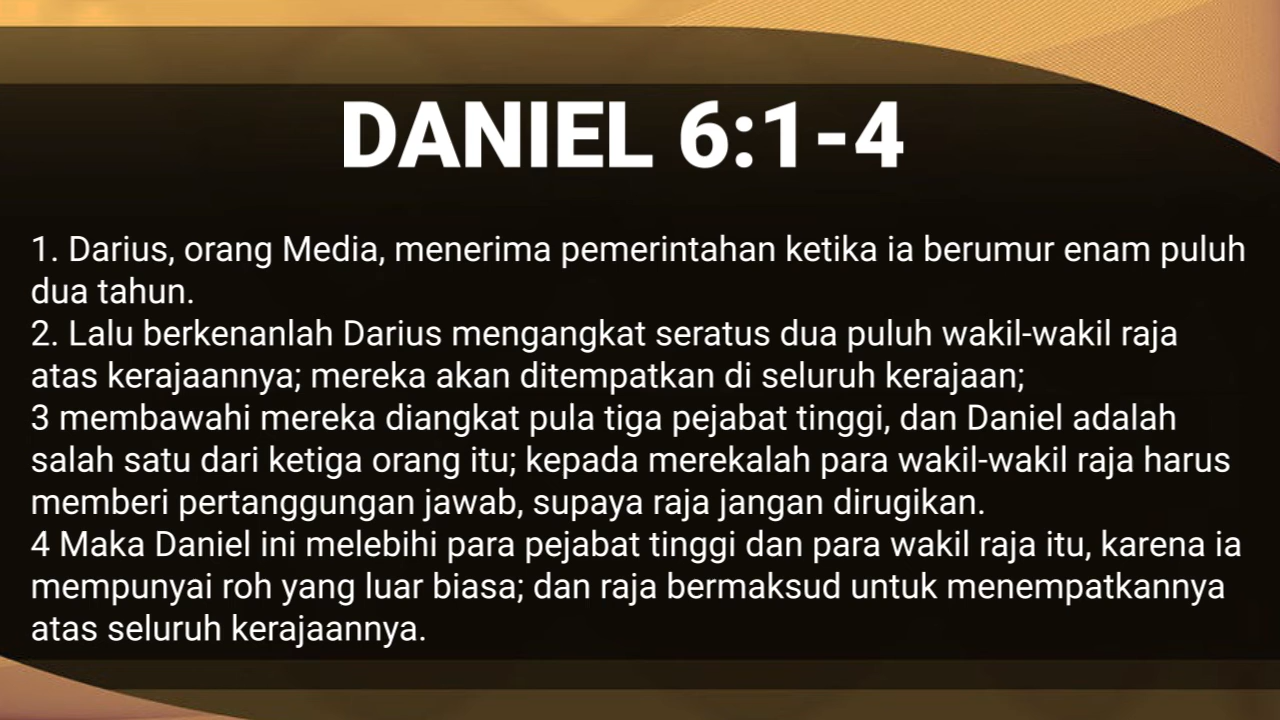 DANIEL 6:1-4
1. Darius, orang Media, menerima pemerintahan ketika ia berumur enam puluh
dua tahun.
2. Lalu berkenanlah Darius mengangkat seratus dua puluh wakil-wakil raja
atas kerajaannya; mereka akan ditempatkan di seluruh kerajaan;
3 membawahi mereka diangkat pula tiga pejabat tinggi, dan Daniel adalah
salah satu dari ketiga orang itu; kepada merekalah para wakil-wakil raja harus
memberi pertanggungan jawab, supaya raja jangan dirugikan.
4 Maka Daniel ini melebihi para pejabat tinggi dan para wakil raja itu, karena ia
mempunyai roh yang luar biasa; dan raja bermaksud untuk menempatkannya
atas seluruh kerajaannya.